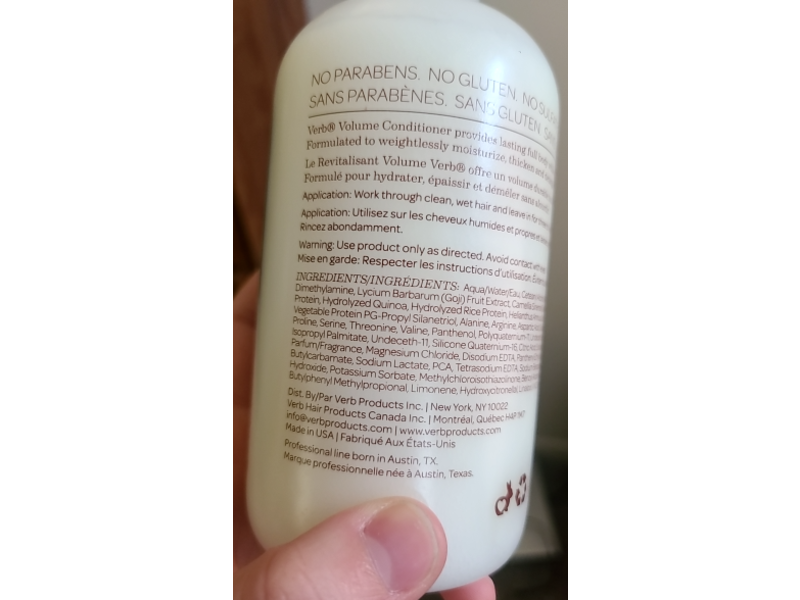 NO PARABENS. NO GLUTEN. NO
SANS PARABÈNES. SANS GLUTEN.
Verb® Volume Conditioner provides lasting full
Formulated to weightlessly moisturize, thicken and
Le Revitalisant Volume Verb® offre un volume
Formulé pour hydrater, épaissir et démêler sans
Application: Work through clean, wet hair and leave in for
Application: Utilisez sur les cheveux humides et propres et
Rincez abondamment.
Warning: Use product only as directed. Avoid contact with
Mise en garde: Respecter les instructions d'utilisation.
INGREDIENTS/INGRÉDIENTS: Aqua/Water/Eau,
Dimethylamine, Lycium Barbarum (Goji) Fruit Extract, Camellia
Protein, Hydrolyzed Quinoa, Hydrolyzed Rice Protein,
Vegetable Protein PG-Propyl Silanetriol, Alanine, Arginine,
Proline, Serine, Threonine, Valine, Panthenol,
Isopropyl Palmitate, Undeceth-11, Silicone Quaternium-16,
Parfum/Fragrance, Magnesium Chloride, Disodium EDTA,
Butylcarbamate, Sodium Lactate, PCA, Tetrasodium EDTA,
Hydroxide, Potassium Sorbate, Methylchloroisothiazolinone,
Butylphenyl Methylpropional, Limonene,
Dist. By/Par Verb Products Inc. | New York, NY 10022
Verb Hair Products Canada Inc. | Montréal, Québec H4P 1K1
info@verbproducts.com | www.verbproducts.com
Made in USA | Fabriqué Aux États-Unis
Professional line born in Austin, TX.
Marque professionnelle née à Austin, Texas.